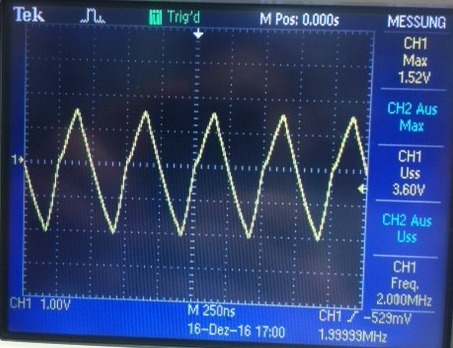 Tek Trig'd M Pos: 0.000s MESSUNG
CH1
Max
1.52V
CH2 Aus
Max
1
CH1
Uss
3.60V
CH2 Aus
Uss
CH1
Freq.
2.000MHz
CH1 1.00V M 250ns CH1 -529mV
16-Dez-16 17:00 1.99999MHz